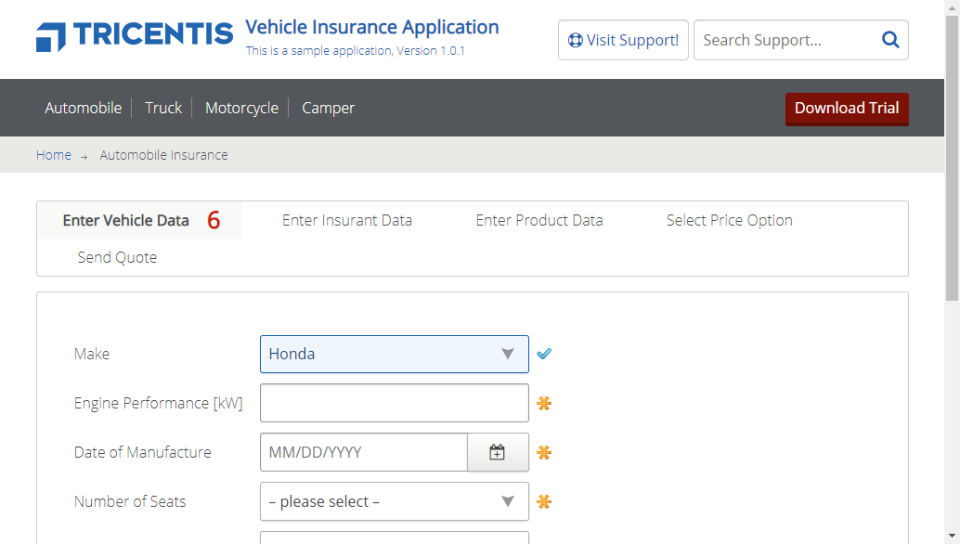 TRICENTIS Vehicle Insurance Application
This is a sample application, Version 1.0.1
Visit Support! Search Support...
Automobile Truck Motorcycle Camper Download Trial
Home → Automobile Insurance
Enter Vehicle Data 6 Enter Insurant Data Enter Product Data Select Price Option
Send Quote
Make Honda
Engine Performance [kW]
Date of Manufacture MM/DD/YYYY
Number of Seats – please select –